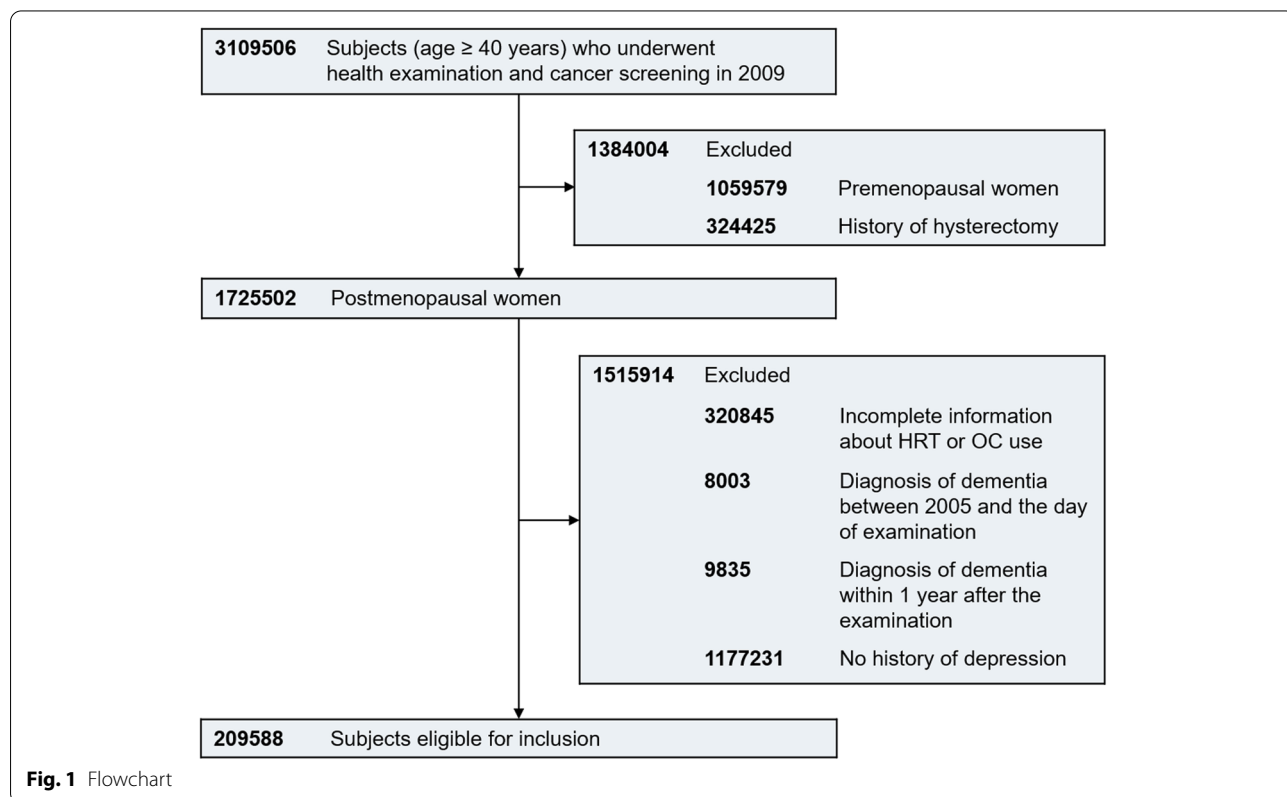 3109506 Subjects (age ≥ 40 years) who underwent
health examination and cancer screening in 2009
1384004 Excluded
1059579 Premenopausal women
324425 History of hysterectomy
1725502 Postmenopausal women
1515914 Excluded
320845 Incomplete information
about HRT or OC use
8003 Diagnosis of dementia
between 2005 and the day
of examination
9835 Diagnosis of dementia
within 1 year after the
examination
1177231 No history of depression
209588 Subjects eligible for inclusion
Fig. 1 Flowchart